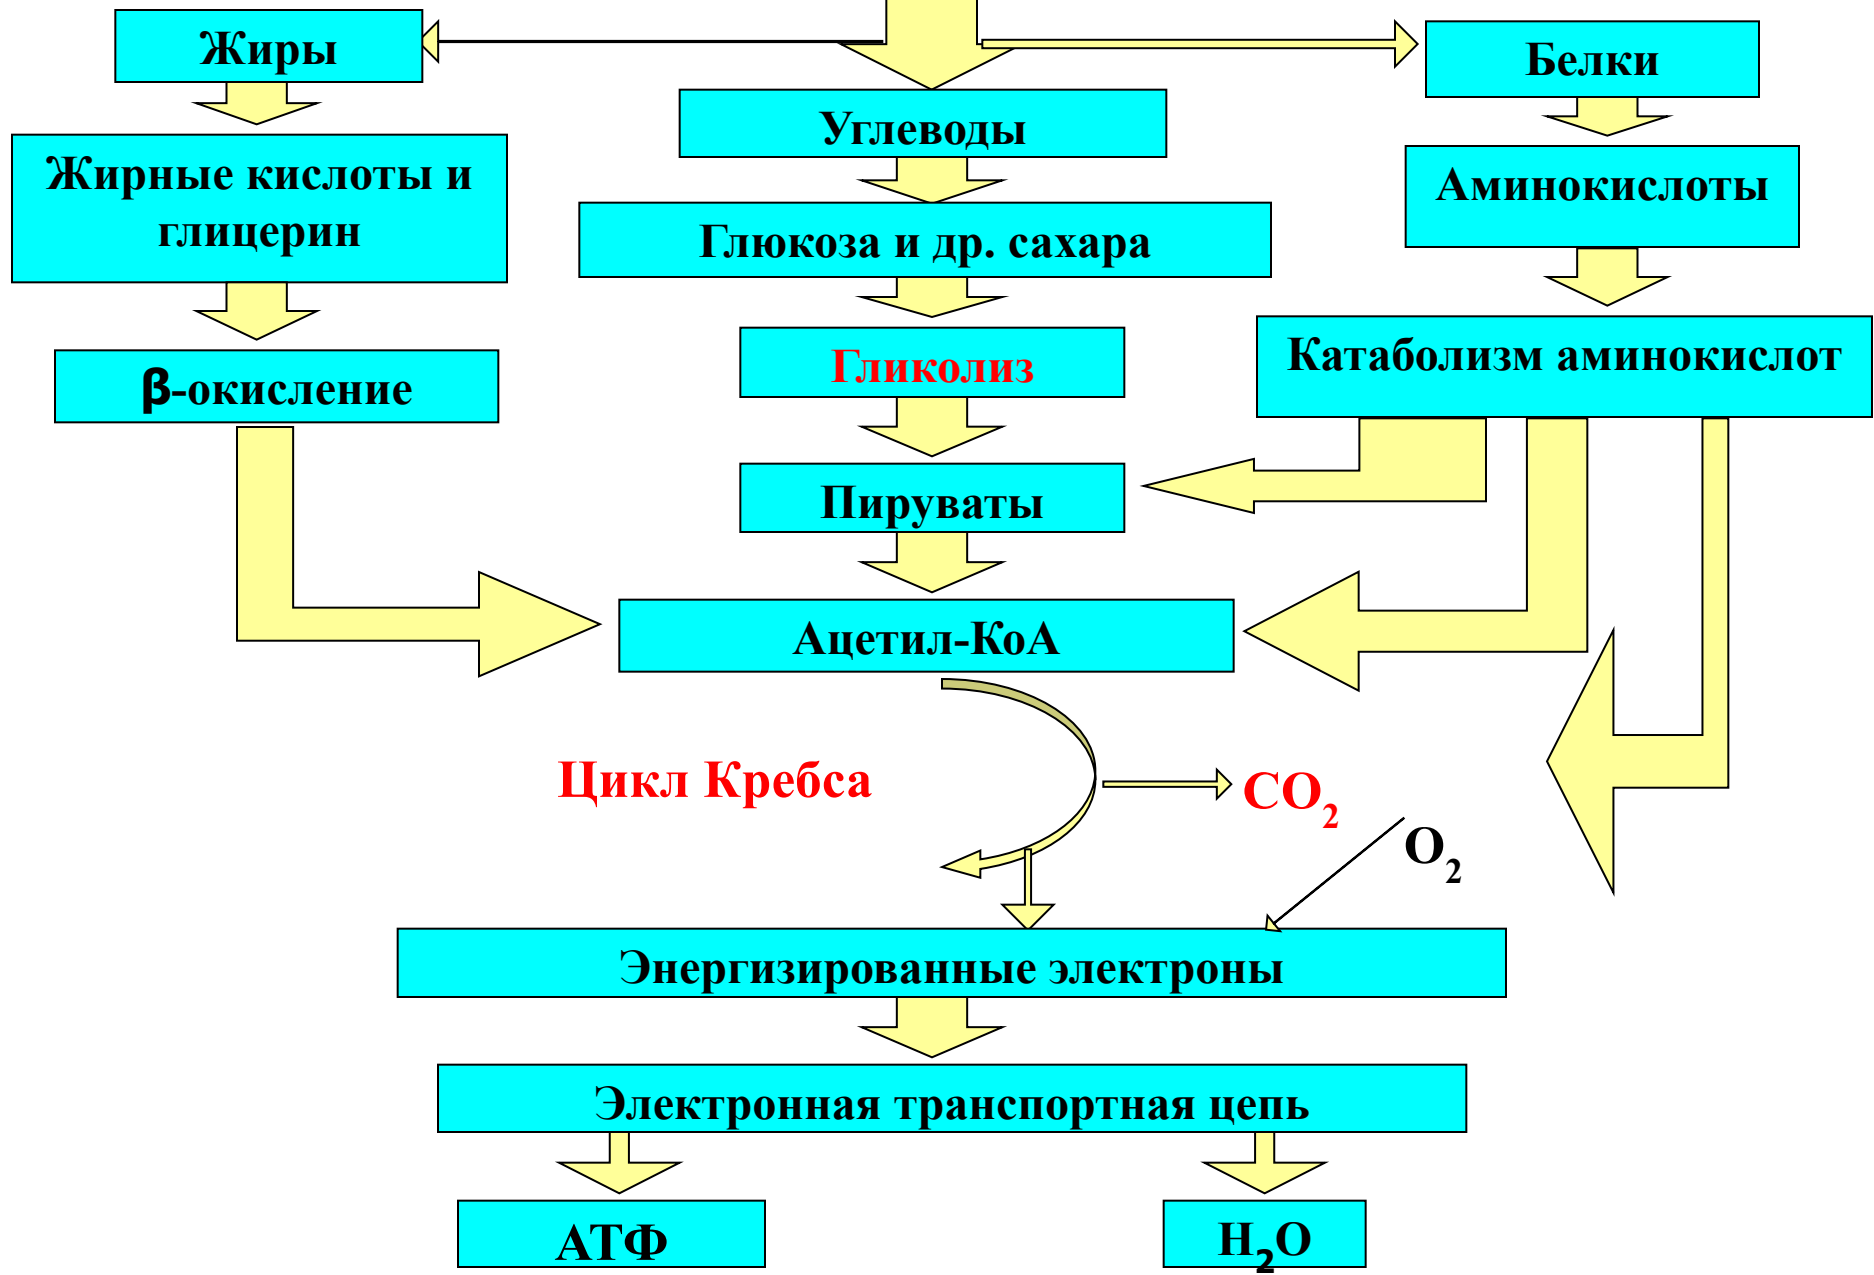 Жиры
Белки
Углеводы
Жирные кислоты и
глицерин
Аминокислоты
Глюкоза и др. сахара
Гликолиз
Катаболизм аминокислот
β-окисление
Пируваты
Ацетил-КоА
Цикл Кребса
CO₂
O₂
Энергизированные электроны
Электронная транспортная цепь
АТФ
H₂O